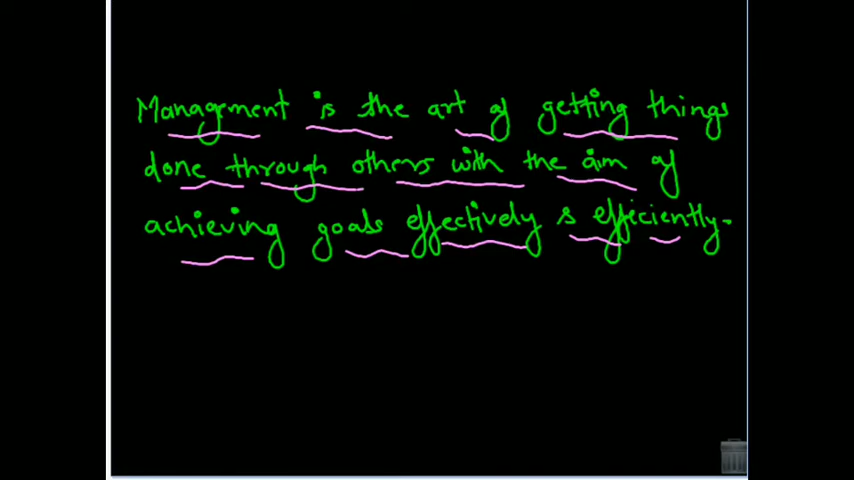 Management is the art of getting things
done through others with the aim of
achieving goals effectively & efficiently.